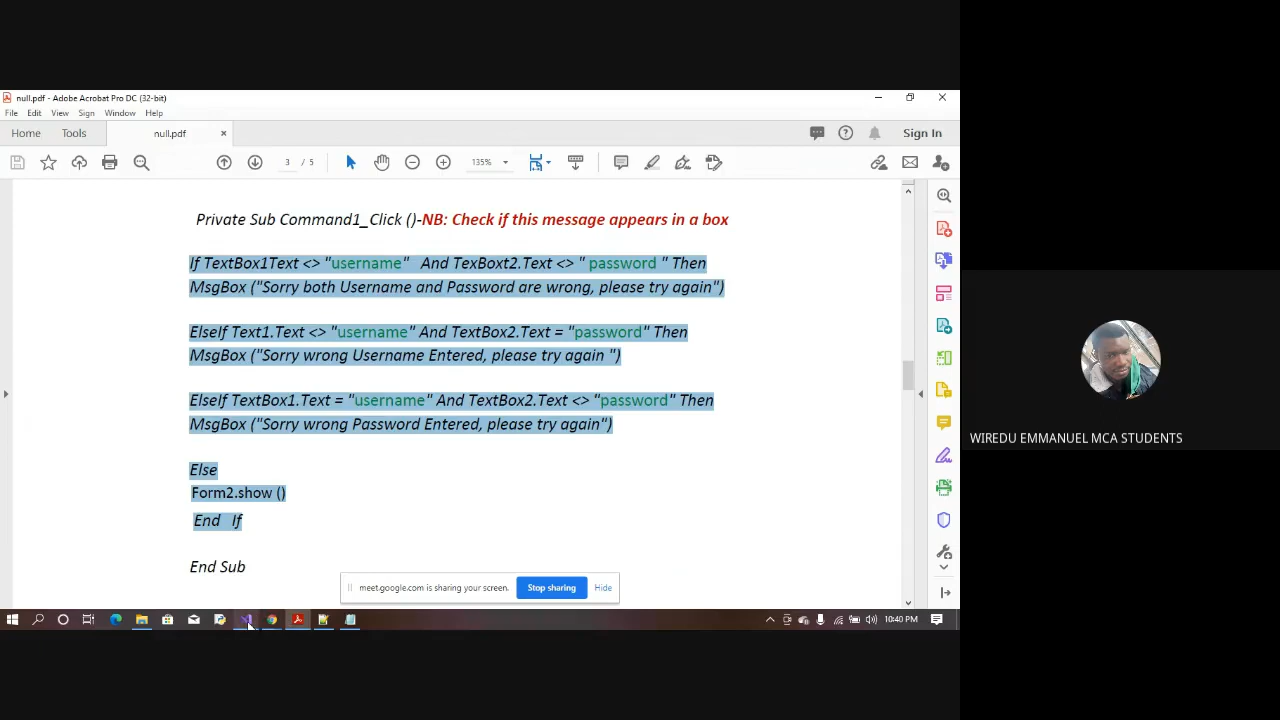 null.pdf - Adobe Acrobat Pro DC (32-bit)
File Edit View Sign Window Help
Home Tools null.pdf × Sign In
3 / 5 135%
Private Sub Command1_Click ()-NB: Check if this message appears in a box
If TextBox1Text <> "username" And TexBoxt2.Text <> " password " Then
MsgBox ("Sorry both Username and Password are wrong, please try again")
ElseIf Text1.Text <> "username" And TextBox2.Text = "password" Then
MsgBox ("Sorry wrong Username Entered, please try again ")
ElseIf TextBox1.Text = "username" And TextBox2.Text <> "password" Then
MsgBox ("Sorry wrong Password Entered, please try again")
Else
Form2.show ()
End If
End Sub
meet.google.com is sharing your screen. Stop sharing Hide
10:40 PM
WIREDU EMMANUEL MCA STUDENTS